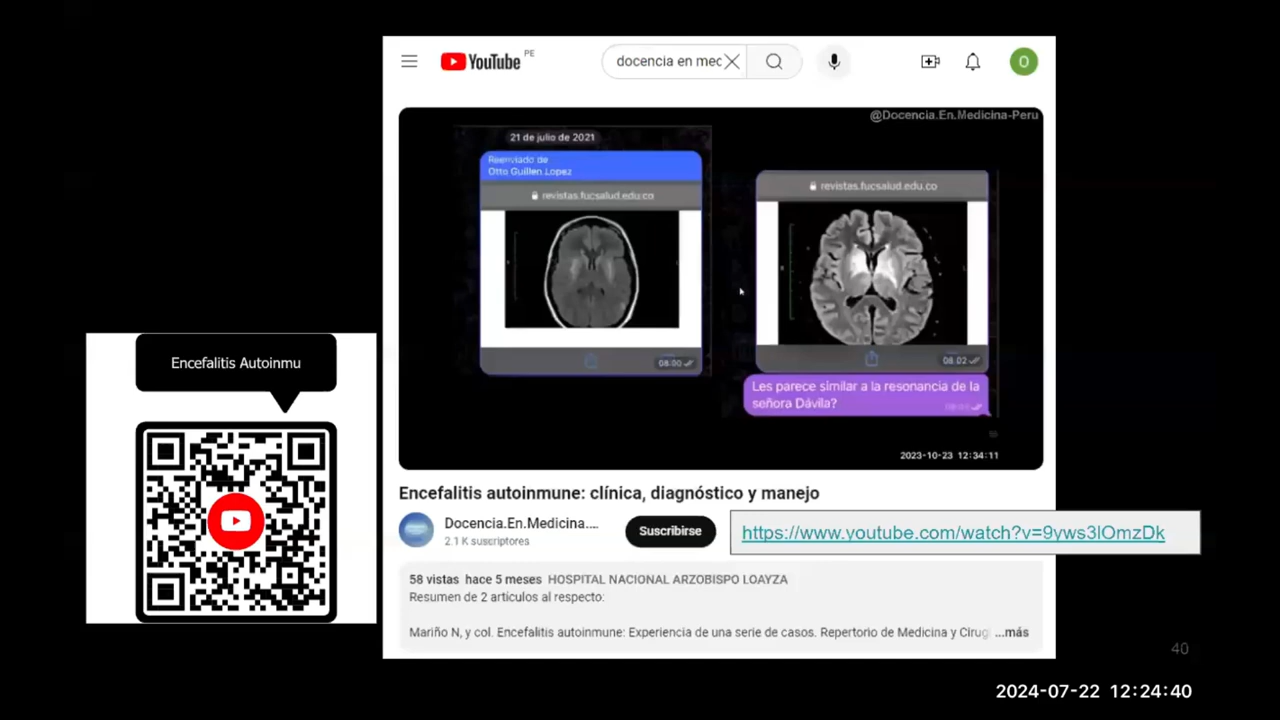 YouTube PE
docencia en mec
O
@Docencia.En.Medicina-Peru
21 de julio de 2021
Reenviado de
Otto Guillen Lopez
revistas.fucsalud.edu.co
08:00
revistas.fucsalud.edu.co
08:02
Les parece similar a la resonancia de la
señora Dávila?
2023-10-23 12:34:11
Encefalitis Autoinmu
Encefalitis autoinmune: clínica, diagnóstico y manejo
Docencia.En.Medicina....
2.1 K suscriptores
Suscribirse
https://www.youtube.com/watch?v=9yws3lOmzDk
58 vistas hace 5 meses HOSPITAL NACIONAL ARZOBISPO LOAYZA
Resumen de 2 artículos al respecto:
Mariño N, y col. Encefalitis autoinmune: Experiencia de una serie de casos. Repertorio de Medicina y Cirug ...más
40
2024-07-22 12:24:40